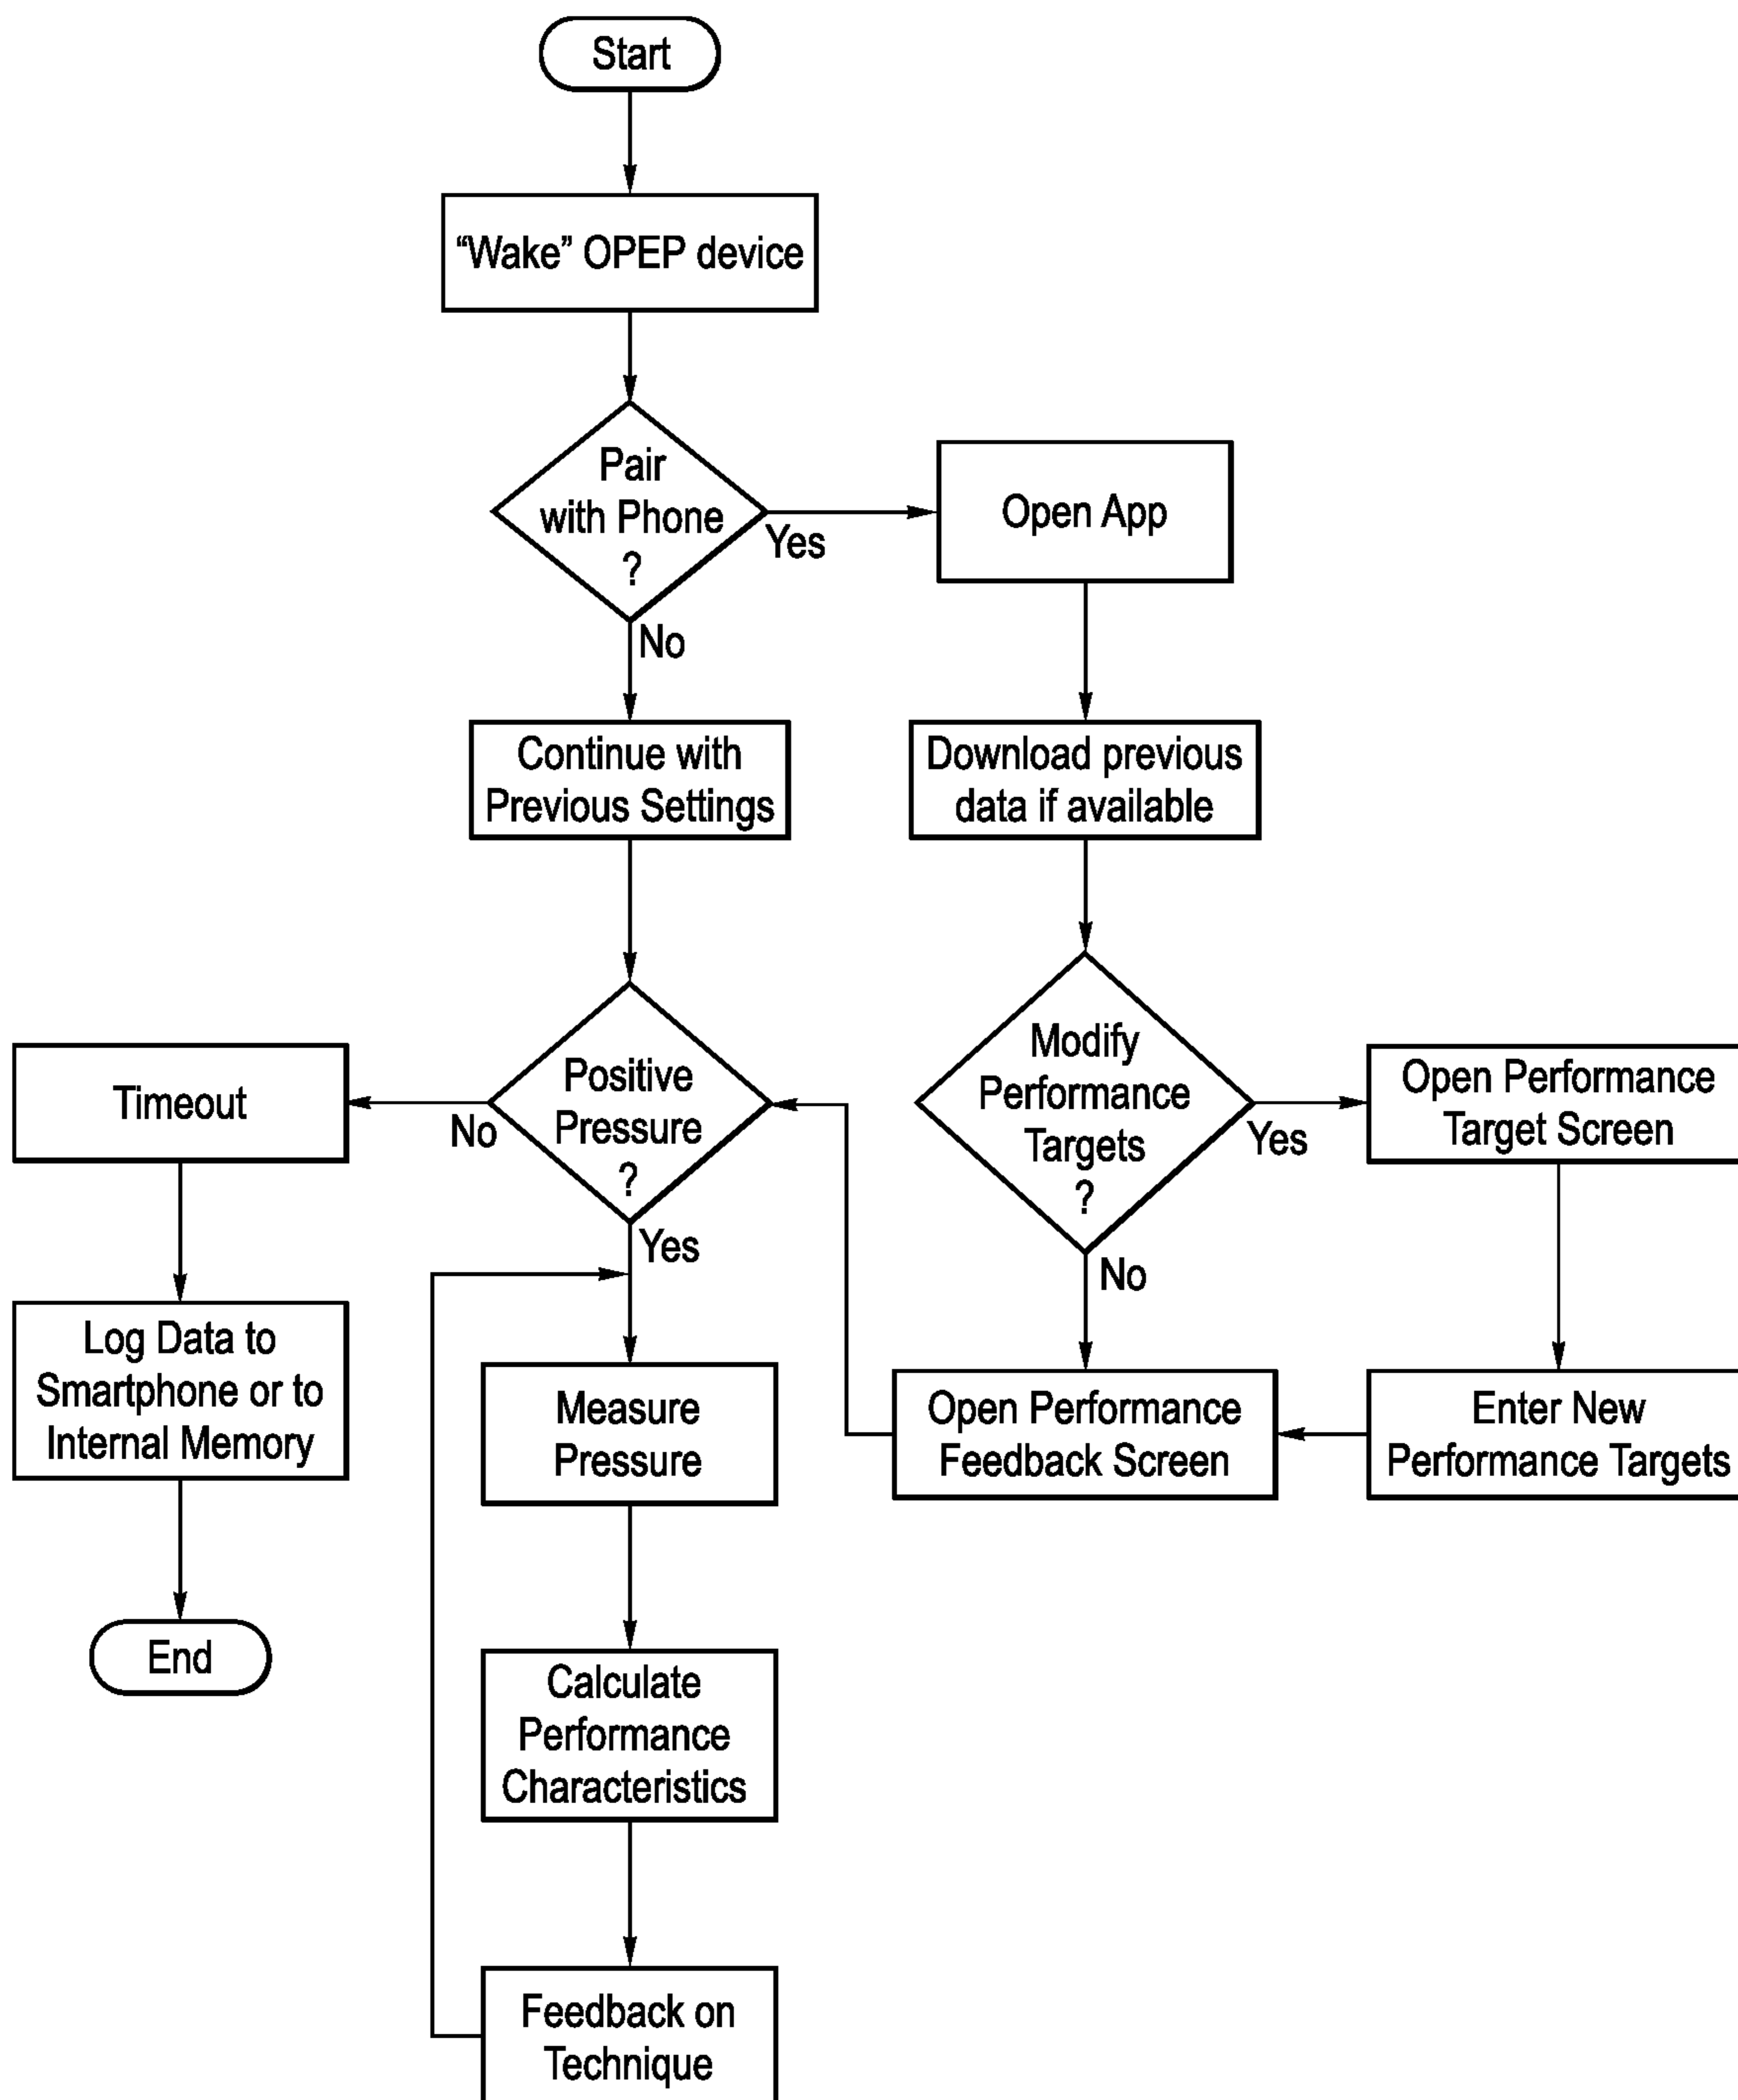 Start
“Wake” OPEP device
Pair
with Phone
?
Yes
No
Open App
Continue with
Previous Settings
Download previous
data if available
Timeout
No
Positive
Pressure
?
Yes
Modify
Performance
Targets
?
Yes
No
Open Performance
Target Screen
Log Data to
Smartphone or to
Internal Memory
Measure
Pressure
Open Performance
Feedback Screen
Enter New
Performance Targets
End
Calculate
Performance
Characteristics
Feedback on
Technique